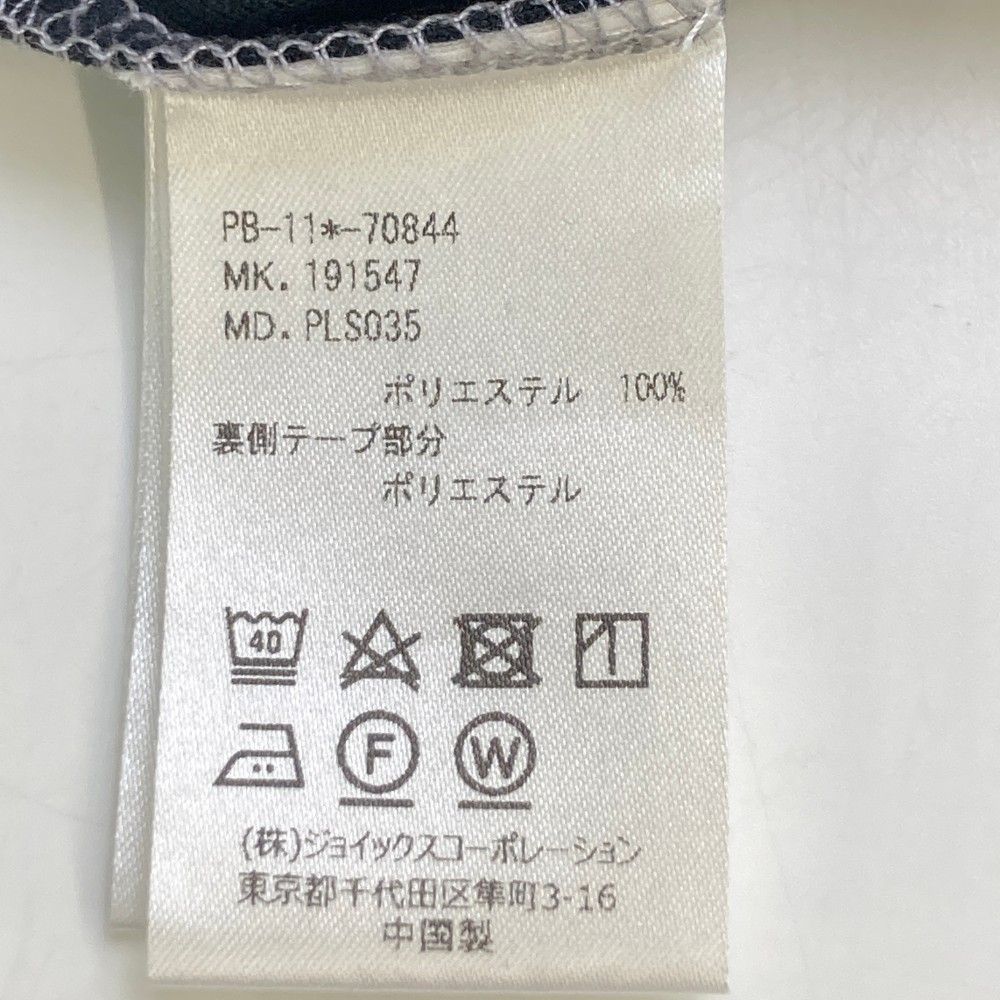 PB-11*-70844
MK. 191547
MD. PLS035
ポリエステル 100%
裏側テープ部分
ポリエステル
40
F W
(株)ジョイックスコーポレーション
東京都千代田区隼町3-16
中国製